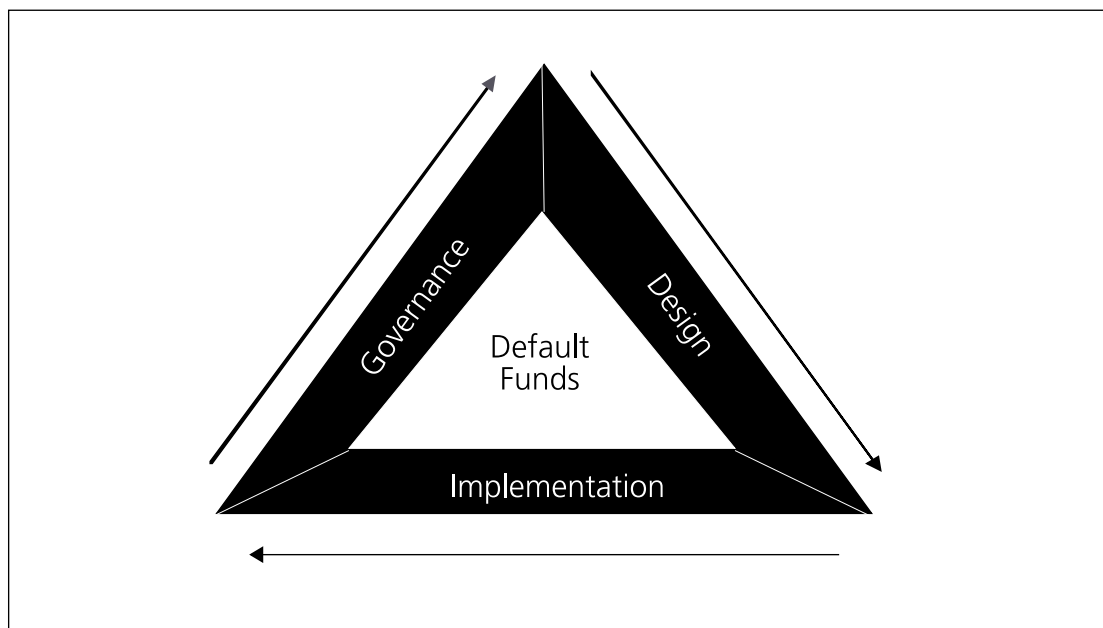 Governance
Design
Default
Funds
Implementation